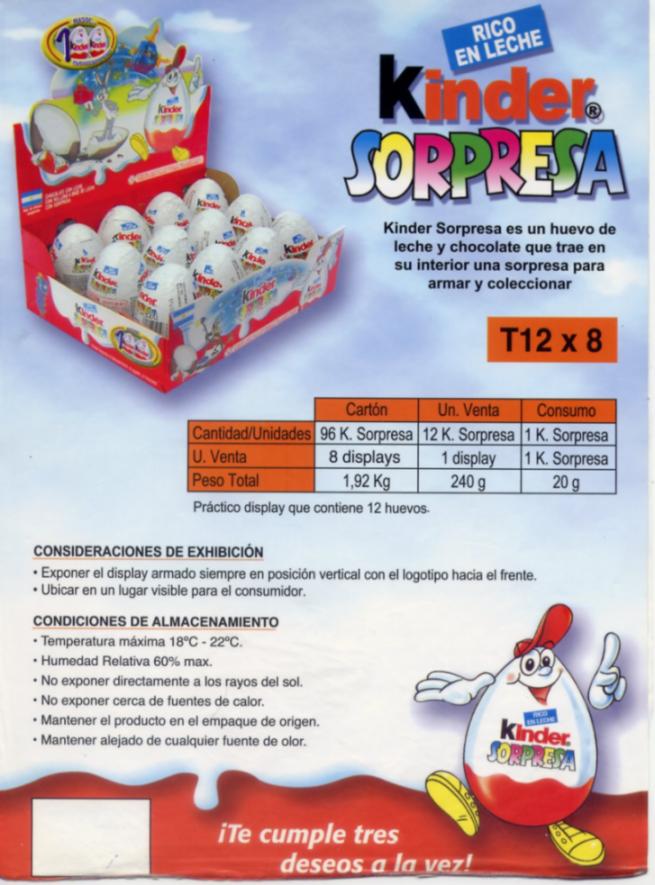 RICO
EN LECHE
Kinder®
SORPRESA
Kinder Sorpresa es un huevo de
leche y chocolate que trae en
su interior una sorpresa para
armar y coleccionar
T12 x 8
Cartón Un. Venta Consumo
Cantidad/Unidades 96 K. Sorpresa 12 K. Sorpresa 1 K. Sorpresa
U. Venta 8 displays 1 display 1 K. Sorpresa
Peso Total 1,92 Kg 240 g 20 g
Práctico display que contiene 12 huevos.
CONSIDERACIONES DE EXHIBICIÓN
• Exponer el display armado siempre en posición vertical con el logotipo hacia el frente.
• Ubicar en un lugar visible para el consumidor.
CONDICIONES DE ALMACENAMIENTO
• Temperatura máxima 18ºC - 22ºC.
• Humedad Relativa 60% max.
• No exponer directamente a los rayos del sol.
• No exponer cerca de fuentes de calor.
• Mantener el producto en el empaque de origen.
• Mantener alejado de cualquier fuente de olor.
RICO
EN LECHE
Kinder
SORPRESA
¡Te cumple tres
deseos a la vez!